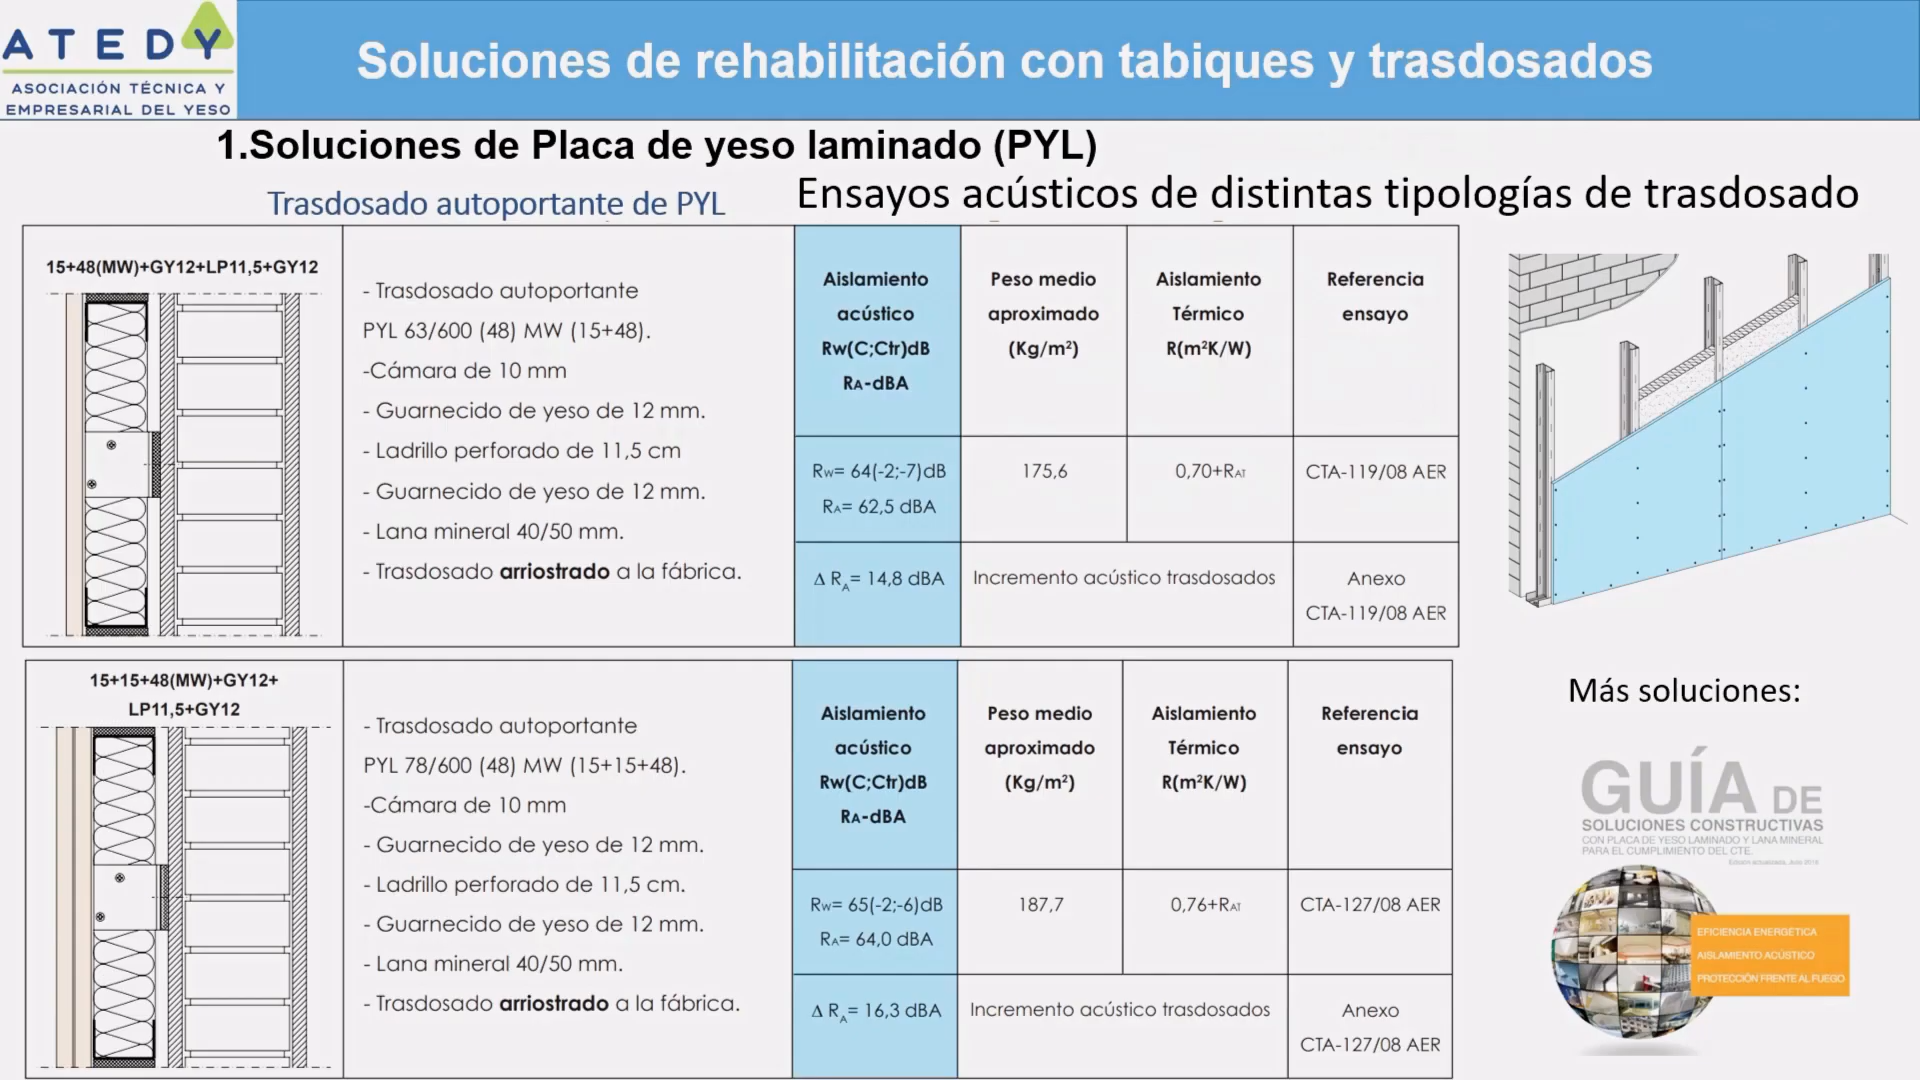 ATEDY
ASOCIACIÓN TÉCNICA Y
EMPRESARIAL DEL YESO
Soluciones de rehabilitación con tabiques y trasdosados
1.Soluciones de Placa de yeso laminado (PYL)
Trasdosado autoportante de PYL
Ensayos acústicos de distintas tipologías de trasdosado
15+48(MW)+GY12+LP11,5+GY12
- Trasdosado autoportante
PYL 63/600 (48) MW (15+48).
-Cámara de 10 mm
- Guarnecido de yeso de 12 mm.
- Ladrillo perforado de 11,5 cm
- Guarnecido de yeso de 12 mm.
- Lana mineral 40/50 mm.
- Trasdosado arriostrado a la fábrica.
Aislamiento
acústico
Rw(C;Ctr)dB
RA-dBA
Peso medio
aproximado
(Kg/m²)
Aislamiento
Térmico
R(m²K/W)
Referencia
ensayo
Rw= 64(-2;-7)dB
RA= 62,5 dBA
175,6
0,70+RAT
CTA-119/08 AER
Δ RA= 14,8 dBA
Incremento acústico trasdosados
Anexo
CTA-119/08 AER
15+15+48(MW)+GY12+
LP11,5+GY12
- Trasdosado autoportante
PYL 78/600 (48) MW (15+15+48).
-Cámara de 10 mm
- Guarnecido de yeso de 12 mm.
- Ladrillo perforado de 11,5 cm.
- Guarnecido de yeso de 12 mm.
- Lana mineral 40/50 mm.
- Trasdosado arriostrado a la fábrica.
Aislamiento
acústico
Rw(C;Ctr)dB
RA-dBA
Peso medio
aproximado
(Kg/m²)
Aislamiento
Térmico
R(m²K/W)
Referencia
ensayo
Rw= 65(-2;-6)dB
RA= 64,0 dBA
187,7
0,76+RAT
CTA-127/08 AER
Δ RA= 16,3 dBA
Incremento acústico trasdosados
Anexo
CTA-127/08 AER
Más soluciones:
GUÍA DE
SOLUCIONES CONSTRUCTIVAS
CON PLACA DE YESO LAMINADO Y LANA MINERAL
PARA EL CUMPLIMIENTO DEL CTE.
EFICIENCIA ENERGÉTICA
AISLAMIENTO ACÚSTICO
PROTECCIÓN FRENTE AL FUEGO